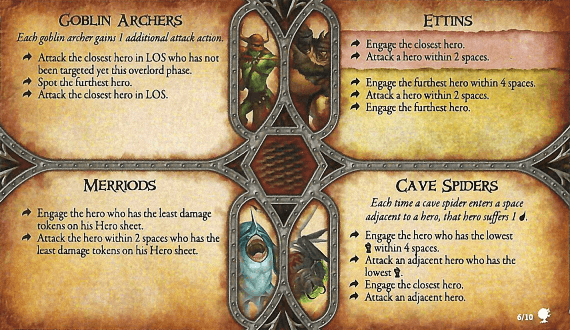 GOBLIN ARCHERS
Each goblin archer gains 1 additional attack action.
Attack the closest hero in LOS who has not
been targeted yet this overlord phase.
Spot the furthest hero.
Attack the closest hero in LOS.
ETTINS
Engage the closest hero.
Attack a hero within 2 spaces.
Engage the furthest hero within 4 spaces.
Attack a hero within 2 spaces.
Engage the furthest hero.
MERRIODS
Engage the hero who has the least damage
tokens on his Hero sheet.
Attack the hero within 2 spaces who has the
least damage tokens on his Hero sheet.
CAVE SPIDERS
Each time a cave spider enters a space
adjacent to a hero, that hero suffers 1
Engage the hero who has the lowest
within 4 spaces.
Attack an adjacent hero who has the
lowest
Engage the closest hero.
Attack an adjacent hero.
6/10